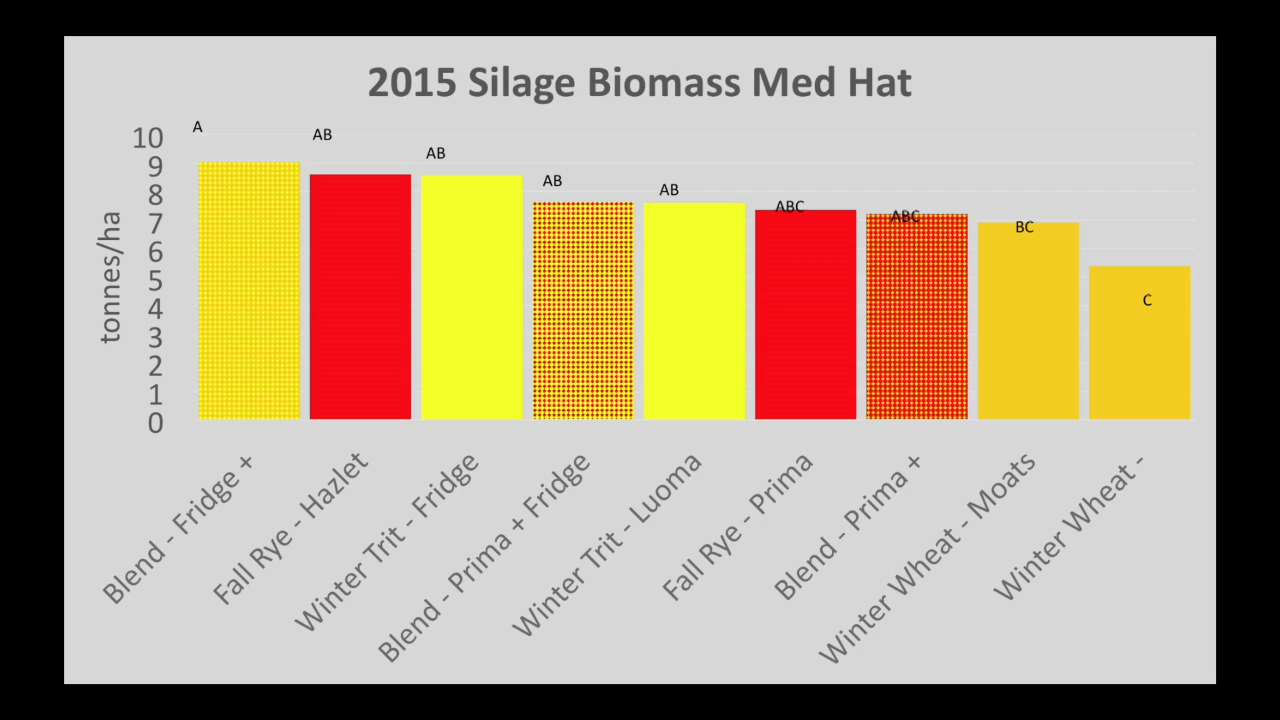 2015 Silage Biomass Med Hat
tonnes/ha
10
9
8
7
6
5
4
3
2
1
0
A
AB
AB
AB
AB
ABC
ABC
BC
C
Blend - Fridge +
Fall Rye - Hazlet
Winter Trit - Fridge
Blend - Prima + Fridge
Winter Trit - Luoma
Fall Rye - Prima
Blend - Prima +
Winter Wheat - Moats
Winter Wheat -